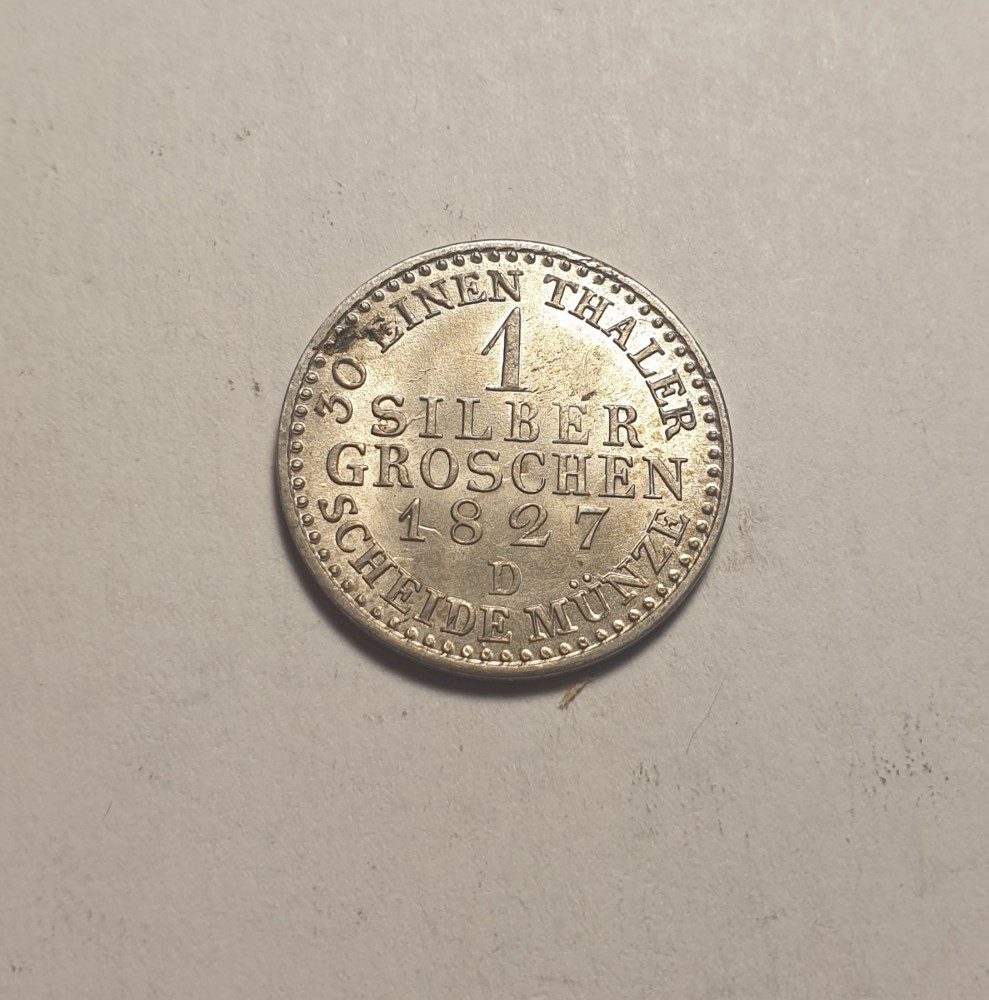 30 EINEN THALER
1
SILBER
GROSCHEN
1827
D
SCHEIDE MÜNZE